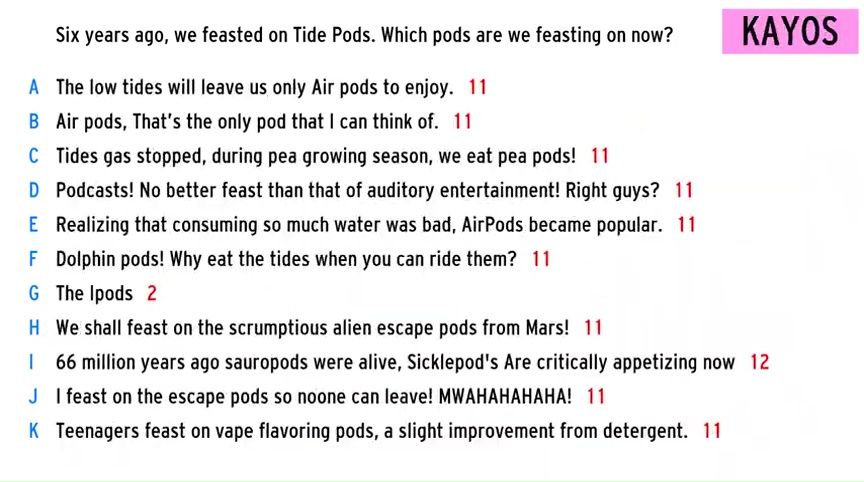 Six years ago, we feasted on Tide Pods. Which pods are we feasting on now?
KAYOS
A The low tides will leave us only Air pods to enjoy. 11
B Air pods, That's the only pod that I can think of. 11
C Tides gas stopped, during pea growing season, we eat pea pods! 11
D Podcasts! No better feast than that of auditory entertainment! Right guys? 11
E Realizing that consuming so much water was bad, AirPods became popular. 11
F Dolphin pods! Why eat the tides when you can ride them? 11
G The Ipods 2
H We shall feast on the scrumptious alien escape pods from Mars! 11
I 66 million years ago sauropods were alive, Sicklepod's Are critically appetizing now 12
J I feast on the escape pods so noone can leave! MWAHAHAHAHA! 11
K Teenagers feast on vape flavoring pods, a slight improvement from detergent. 11